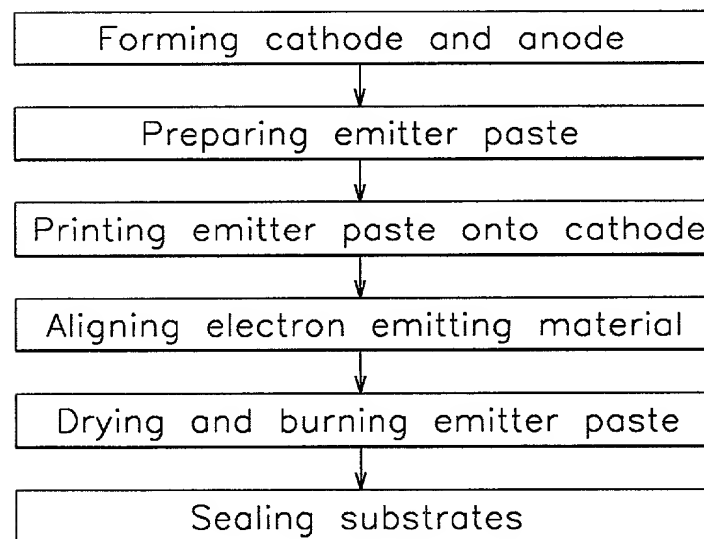 Forming cathode and anode
Preparing emitter paste
Printing emitter paste onto cathode
Aligning electron emitting material
Drying and burning emitter paste
Sealing substrates